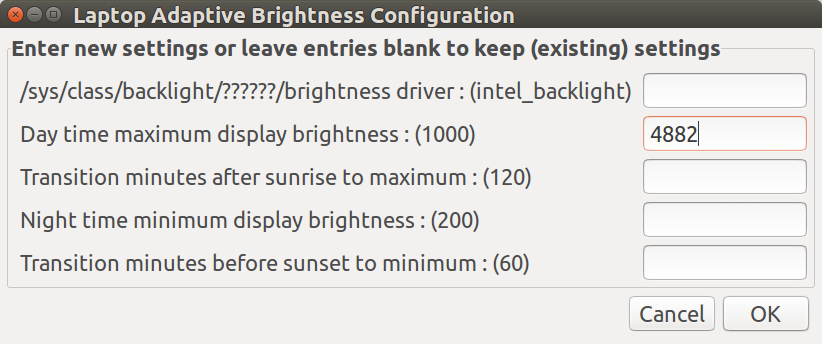 Laptop Adaptive Brightness Configuration
Enter new settings or leave entries blank to keep (existing) settings
/sys/class/backlight/??????/brightness driver : (intel_backlight)
Day time maximum display brightness : (1000) 4882
Transition minutes after sunrise to maximum : (120)
Night time minimum display brightness : (200)
Transition minutes before sunset to minimum : (60)
Cancel OK